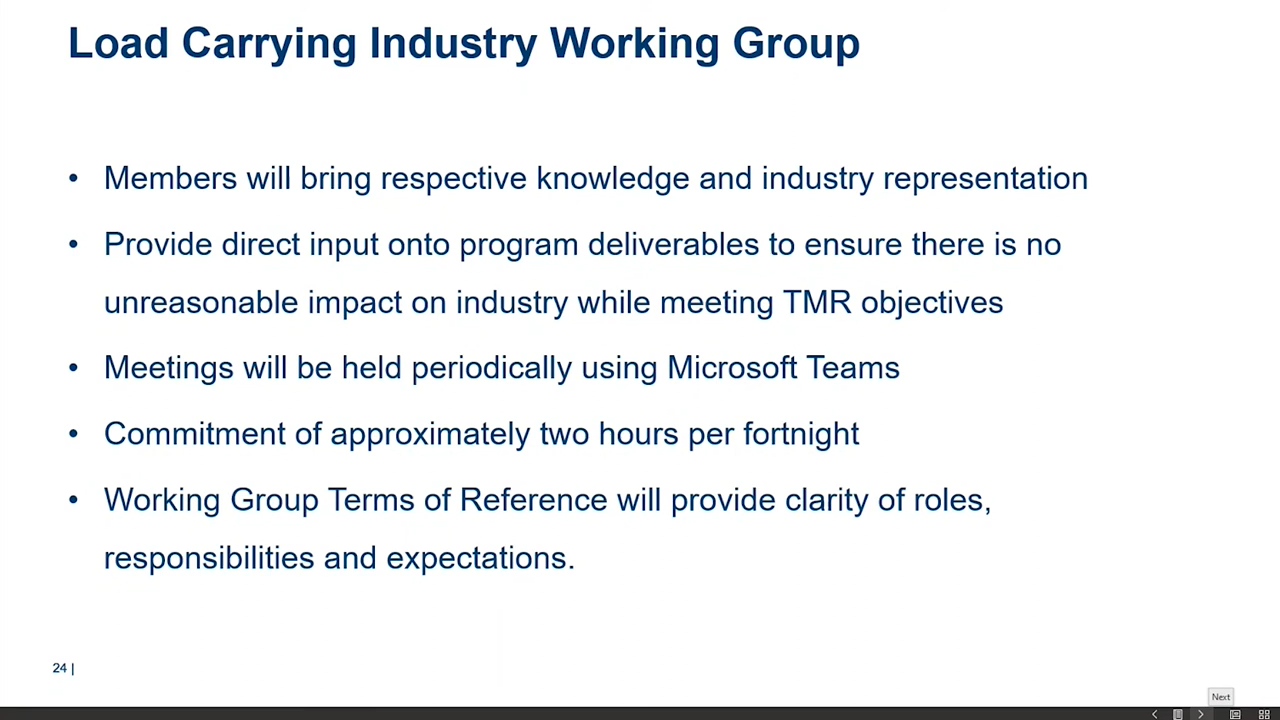 Load Carrying Industry Working Group
• Members will bring respective knowledge and industry representation
• Provide direct input onto program deliverables to ensure there is no
unreasonable impact on industry while meeting TMR objectives
• Meetings will be held periodically using Microsoft Teams
• Commitment of approximately two hours per fortnight
• Working Group Terms of Reference will provide clarity of roles,
responsibilities and expectations.
24 |
Next